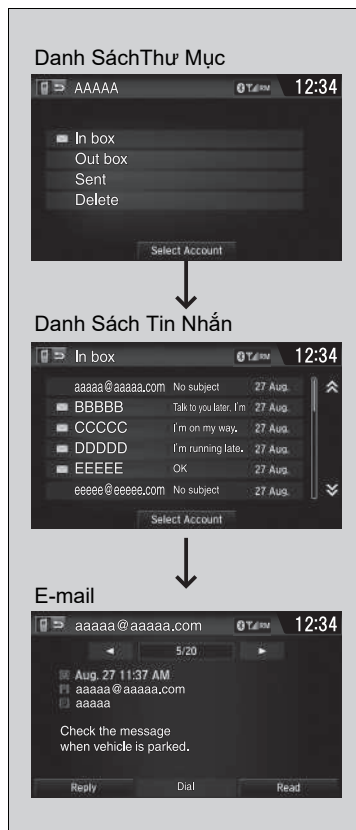 Danh SáchThư Mục
AAAAA 12:34
In box
Out box
Sent
Delete
Select Account
Danh Sách Tin Nhắn
In box 12:34
aaaaa@aaaaa.com No subject 27 Aug.
BBBBB Talk to you later. I'm 27 Aug.
CCCCC I'm on my way. 27 Aug.
DDDDD I'm running late. 27 Aug.
EEEEE OK 27 Aug.
eeeee@eeeee.com No subject 27 Aug.
Select Account
E-mail
aaaaa@aaaaa.com 12:34
5/20
Aug. 27 11:37 AM
aaaaa@aaaaa.com
aaaaa
Check the message
when vehicle is parked.
Reply Dial Read